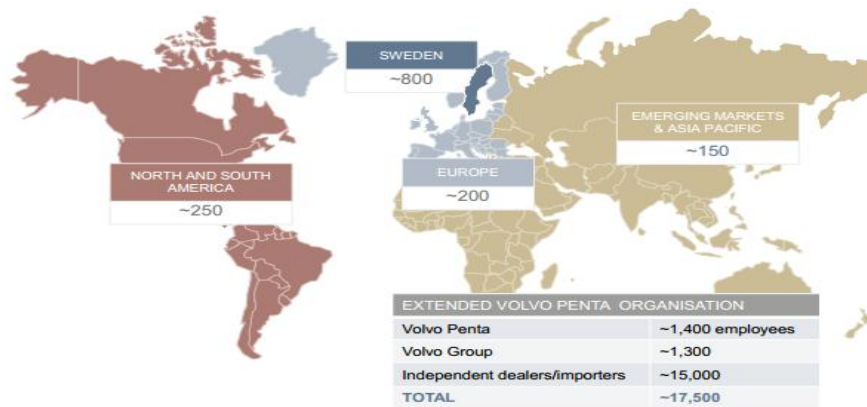 SWEDEN
~800
EMERGING MARKETS
& ASIA PACIFIC
~150
NORTH AND SOUTH
AMERICA
~250
EUROPE
~200
EXTENDED VOLVO PENTA ORGANISATION
Volvo Penta ~1,400 employees
Volvo Group ~1,300
Independent dealers/importers ~15,000
TOTAL ~17,500